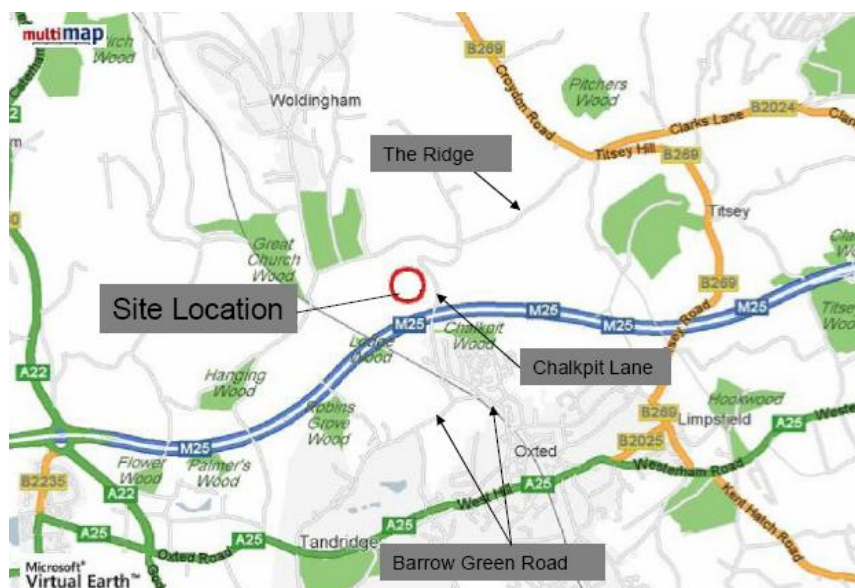 multimap
B269
Croydon Road
Pitchers
Wood
Wood
Woldingham
B2024
Clarks Lane
The Ridge
Titsey Hill
B269
Titsey
Great
Church
Wood
B269
Site Location
M25
M25
M25
M25
Chalkpit
Wood
Wood
A22
Chalkpit Lane
Hanging
Wood
Hookwood
Robins
Grove
Wood
B269
Limpsfield
A25
M25
B2025
Oxted
Flower
Wood
Palmer's
Wood
Westerham Road
B2235
A22
A25
West Hill
Kent Hatch Road
A25
Oxted Road
A25
Tandridge
Barrow Green Road
Microsoft®
Virtual Earth™